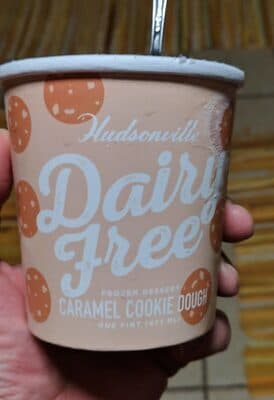 Hudsonville
Dairy
Free
FROZEN DESSERT
CARAMEL COOKIE DOUGH
ONE PINT (473 ML)